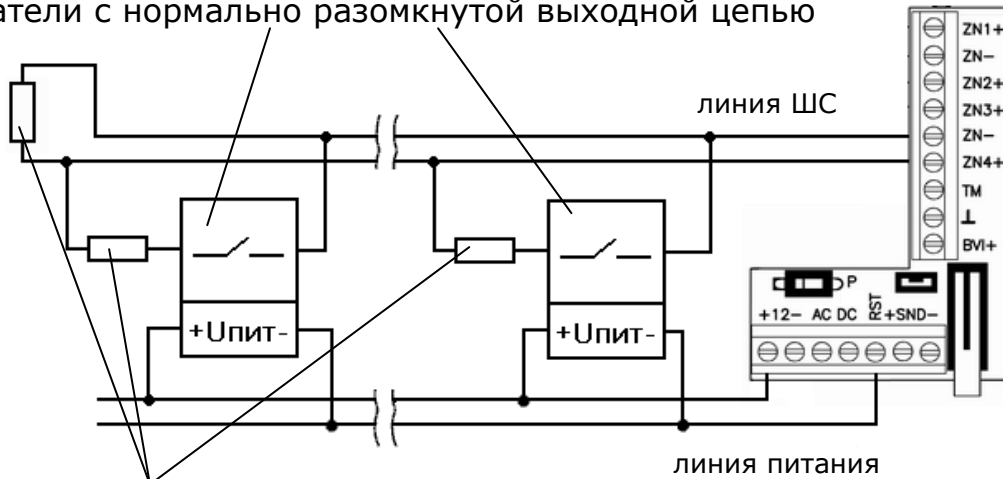 атели с нормально разомкнутой выходной цепью
ZN1+
ZN-
ZN2+
линия ШС
ZN3+
ZN-
ZN4+
TM
⊥
BVI+
P
+12- AC DC RST +SND-
+Uпит-
+Uпит-
линия питания